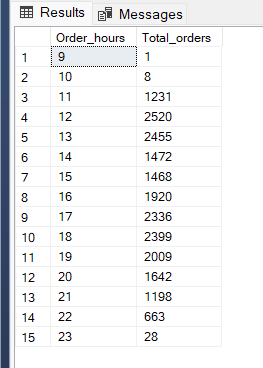 Results Messages
Order_hours Total_orders
1 9 1
2 10 8
3 11 1231
4 12 2520
5 13 2455
6 14 1472
7 15 1468
8 16 1920
9 17 2336
10 18 2399
11 19 2009
12 20 1642
13 21 1198
14 22 663
15 23 28